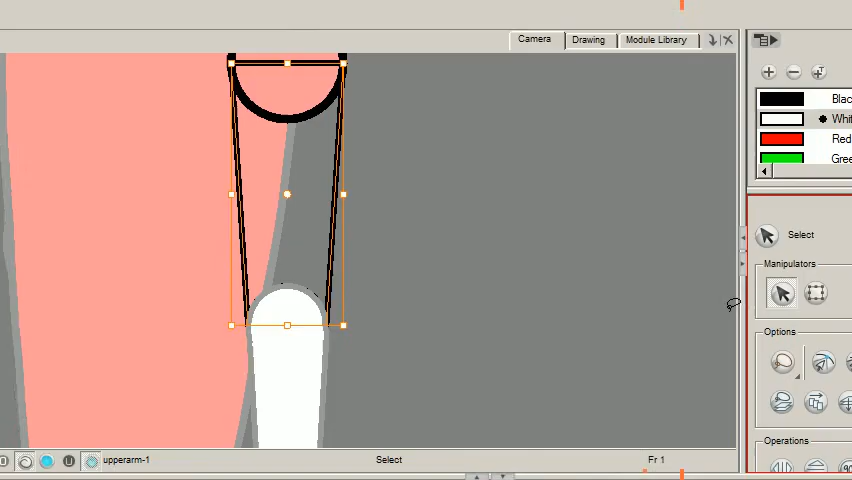 Camera Drawing Module Library
Blac
Whi
Red
Gree
Select
Manipulators
Options
Operations
upperarm-1 Select Fr 1